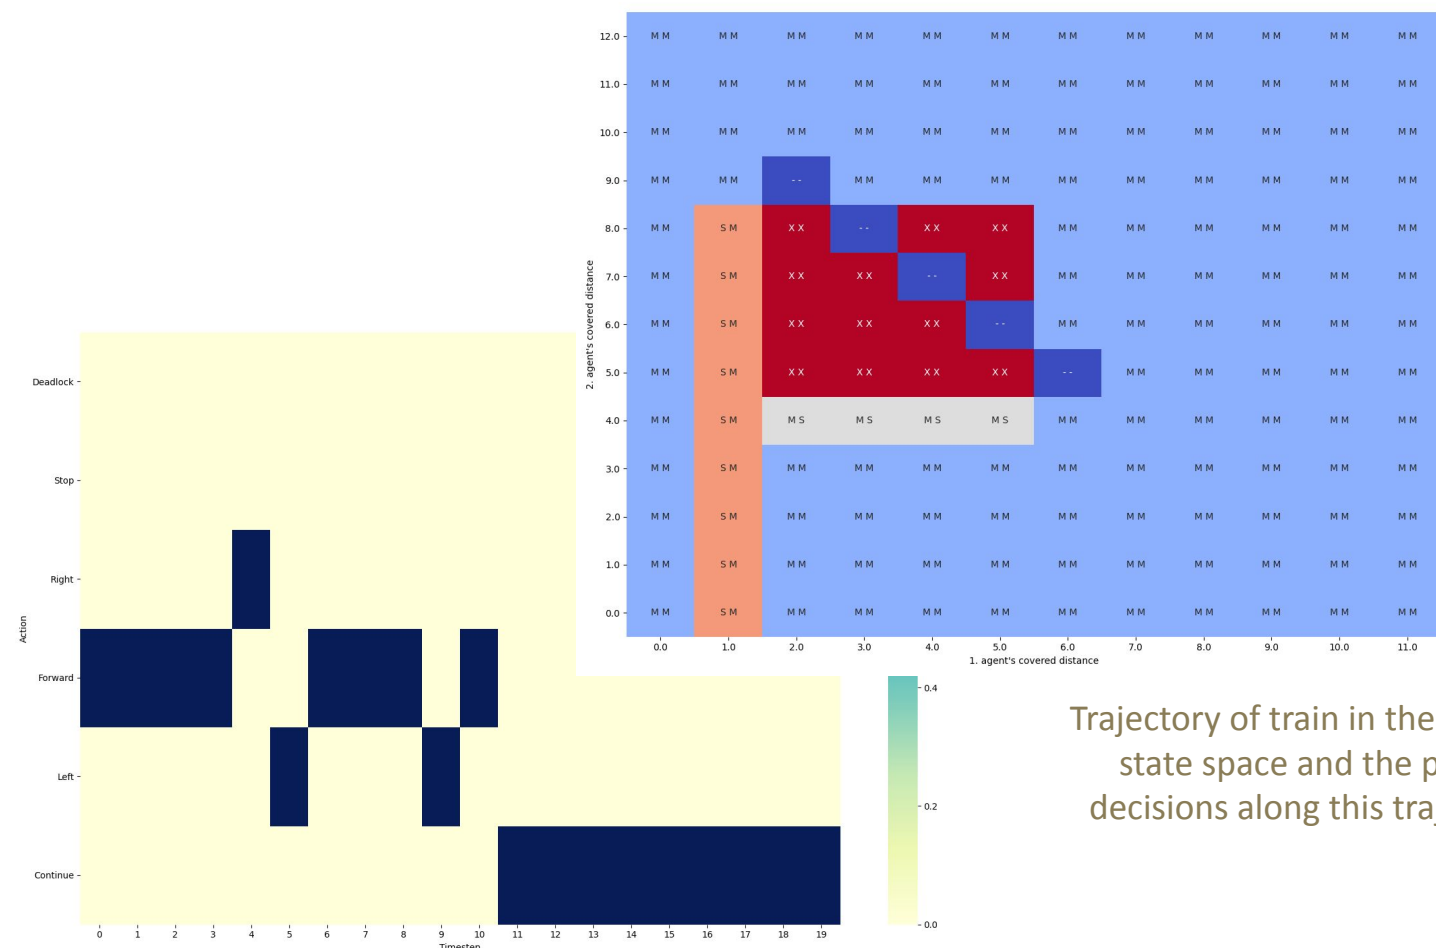 12.0 M M M M M M M M M M M M M M M M M M M M M M M M
11.0 M M M M M M M M M M M M M M M M M M M M M M M M
10.0 M M M M M M M M M M M M M M M M M M M M M M M M
9.0 M M M M - - M M M M M M M M M M M M M M M M M M
8.0 M M S M X X - - X X X X M M M M M M M M M M M M
7.0 M M S M X X X X - - X X M M M M M M M M M M M M
6.0 M M S M X X X X X X - - M M M M M M M M M M M M
5.0 M M S M X X X X X X X X - - M M M M M M M M M M
4.0 M M S M M S M S M S M S M M M M M M M M M M M M
3.0 M M S M M M M M M M M M M M M M M M M M M M M M
2.0 M M S M M M M M M M M M M M M M M M M M M M M M
1.0 M M S M M M M M M M M M M M M M M M M M M M M M
0.0 M M S M M M M M M M M M M M M M M M M M M M M M
0.0 1.0 2.0 3.0 4.0 5.0 6.0 7.0 8.0 9.0 10.0 11.0
1. agent's covered distance
2. agent's covered distance
Deadlock
Stop
Right
Forward
Left
Continue
Action
0 1 2 3 4 5 6 7 8 9 10 11 12 13 14 15 16 17 18 19
Timestep
0.4
0.2
0.0
Trajectory of train in the
state space and the p
decisions along this tra